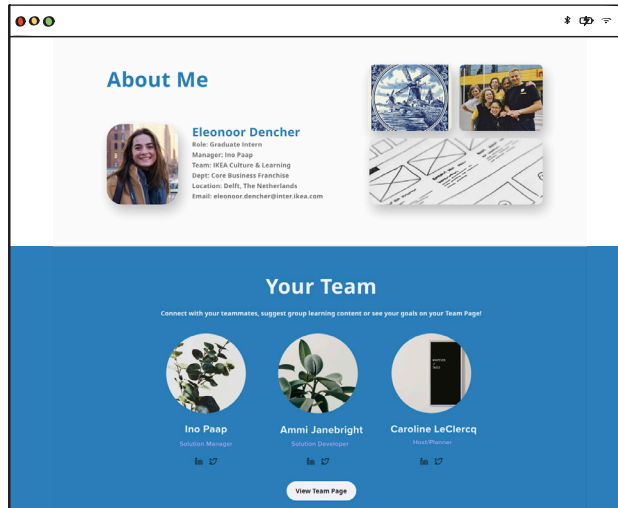 About Me
Eleonoor Dencher
Role: Graduate Intern
Manager: Ino Paap
Team: IKEA Culture & Learning
Dept: Core Business Franchise
Location: Delft, The Netherlands
Email: eleonoor.dencher@inter.ikea.com
Your Team
Connect with your teammates, suggest group learning content or see your goals on your Team Page!
Ino Paap
Ammi Janebright
Caroline LeClercq
Solution Manager
Solution Developer
Host/Planner
in
in
in
View Team Page